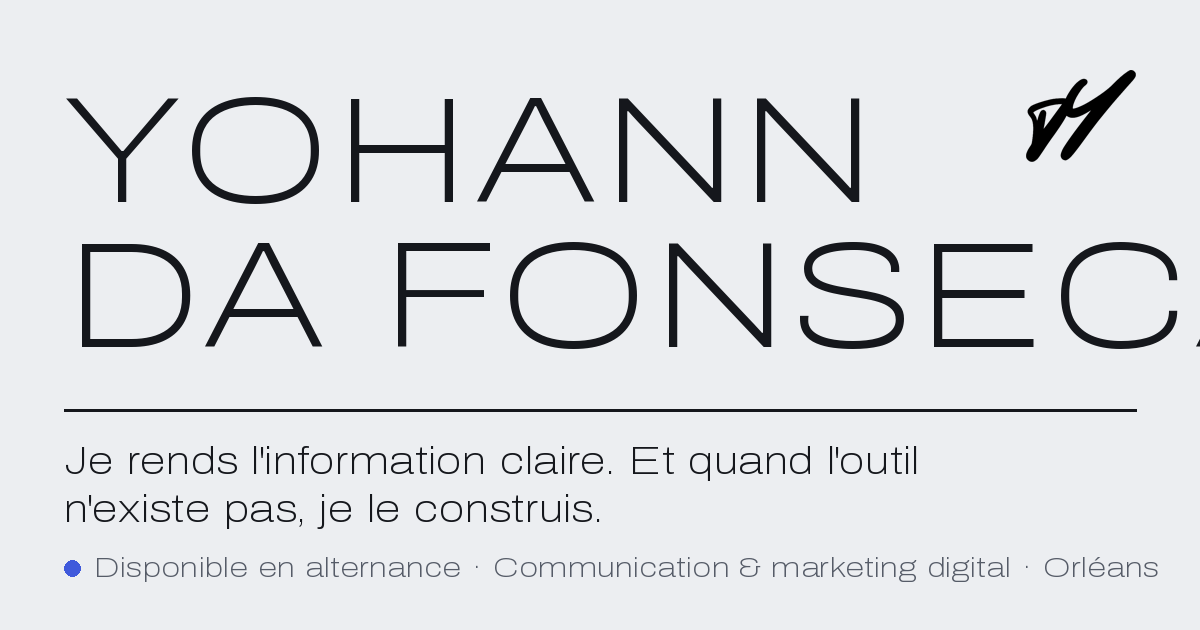 YOHANN
DA FONSECA
Je rends l'information claire. Et quand l'outil
n'existe pas, je le construis.
Disponible en alternance · Communication & marketing digital · Orléans